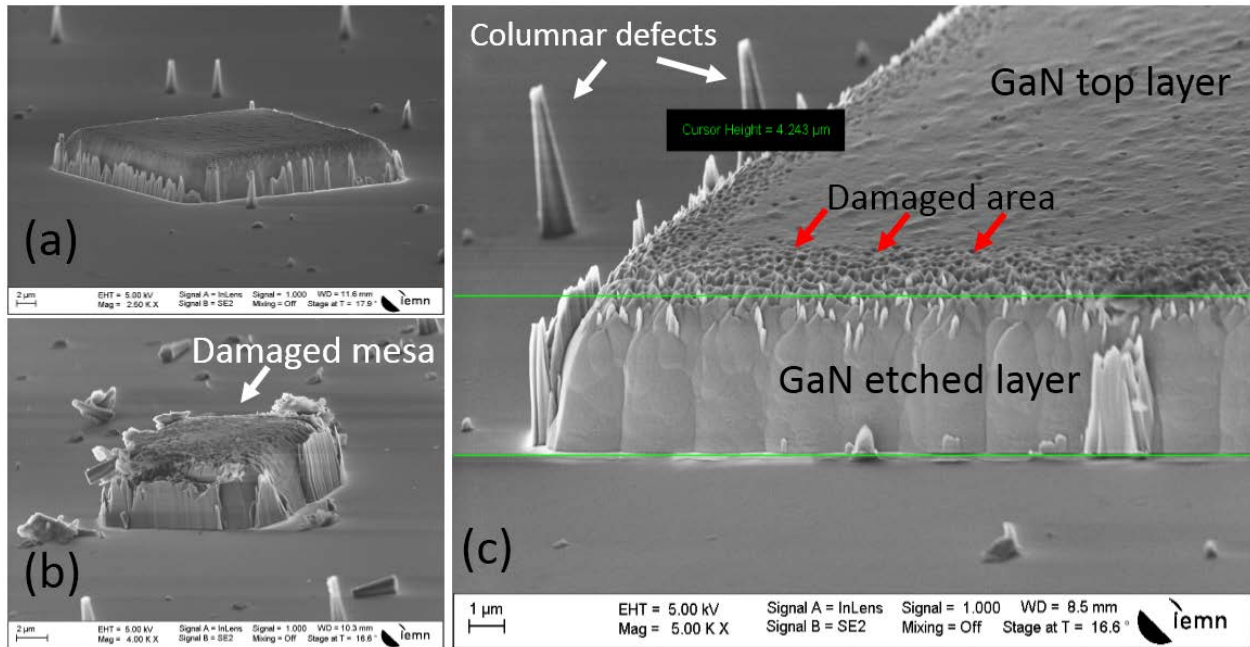 (a)
2 µm
EHT = 5.00 kV
Signal A = InLens
Signal = 1.000
WD = 11.6 mm
Mag = 2.50 K X
Signal B = SE2
Mixing = Off
Stage at T = 17.9 °
iemn
Damaged mesa
(b)
2 µm
EHT = 5.00 kV
Signal A = InLens
Signal = 1.000
WD = 10.3 mm
Mag = 4.00 K X
Signal B = SE2
Mixing = Off
Stage at T = 16.6 °
iemn
Columnar defects
GaN top layer
Cursor Height = 4.243 µm
Damaged area
GaN etched layer
(c)
1 µm
EHT = 5.00 kV
Signal A = InLens
Signal = 1.000
WD = 8.5 mm
Mag = 5.00 K X
Signal B = SE2
Mixing = Off
Stage at T = 16.6 °
iemn